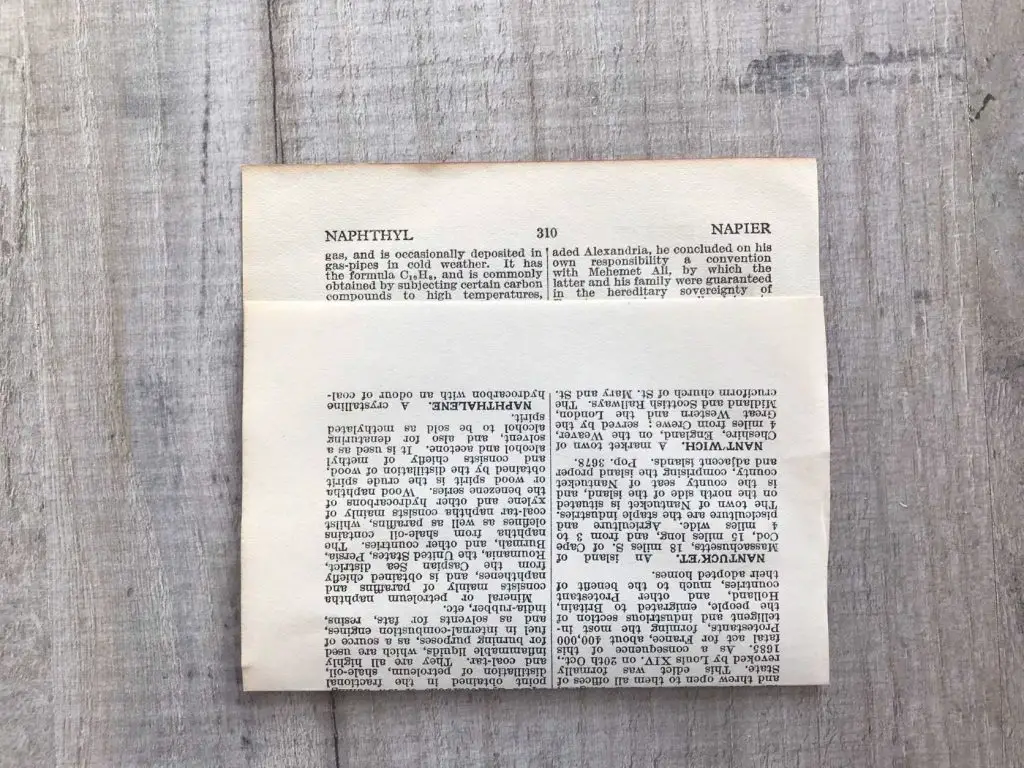 NAPHTHYL 310 NAPIER
gas, and is occasionally deposited in
gas-pipes in cold weather. It has
the formula C₁₀H₈, and is commonly
obtained by subjecting certain carbon
compounds to high temperatures,
aded Alexandria, he concluded on his
own responsibility a convention
with Mehemet Ali, by which the
latter and his family were guaranteed
in the hereditary sovereignty of
and threw open to them all offices of
State. This edict was formally
revoked by Louis XIV. on 20th Oct.,
1685. As a consequence of this
fatal act for France, about 400,000
Protestants, forming the most in-
telligent and industrious section of
the people, emigrated to Britain,
Holland, and other Protestant
countries, much to the benefit of
their adopted homes.
NANTUCK'ET. An island of
Massachusetts, 18 miles S. of Cape
Cod, 15 miles long, and from 3 to
4 miles wide. Agriculture and
pisciculture are the staple industries.
The town of Nantucket is situated
on the north side of the island, and
is the county seat of Nantucket
county, comprising the island proper
and adjacent islands. Pop. 3678.
NANT'WICH. A market town of
Cheshire, England, on the Weaver,
4 miles from Crewe; served by the
Great Western and the London,
Midland and Scottish Railways. The
cruciform church of St. Mary and St.
point obtained in the fractional
distillation of petroleum, shale-oil,
and coal-tar. They are all highly
inflammable liquids, which are used
for burning purposes, as a source of
fuel in internal-combustion engines,
and as solvents for fats, resins,
india-rubber, etc.
Mineral or petroleum naphtha
consists mainly of paraffins and
naphthenes, and is obtained chiefly
from the Caspian Sea district,
Roumania, the United States, Persia,
Burmah, and other countries. The
naphtha from shale-oil contains
olefines as well as paraffins, whilst
coal-tar naphtha consists mainly of
xylene and other hydrocarbons of
the benezene series. Wood naphtha
or wood spirit is the crude spirit
obtained by the distillation of wood,
and consists chiefly of methyl
alcohol and acetone. It is used as a
solvent, and also for denaturing
alcohol to be sold as methylated
spirit.
NAPHTHALENE. A crystalline
hydrocarbon with an odour of coal-